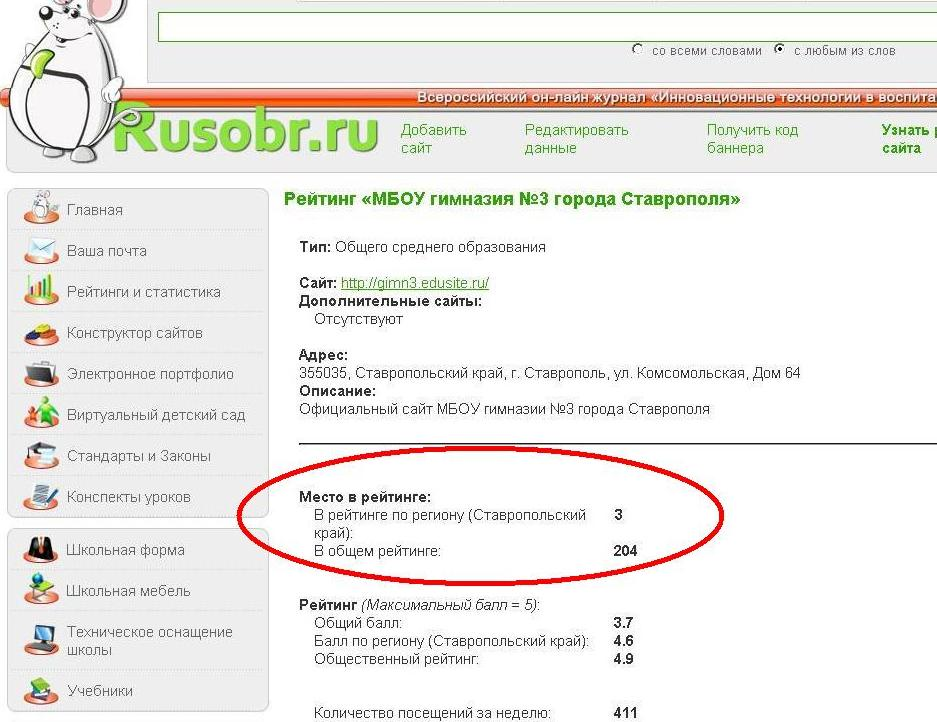 со всеми словами с любым из слов
Всероссийский он-лайн журнал «Инновационные технологии в воспита
Rusobr.ru
Добавить сайт
Редактировать данные
Получить код баннера
Узнать
сайта
Главная
Ваша почта
Рейтинги и статистика
Конструктор сайтов
Электронное портфолио
Виртуальный детский сад
Стандарты и Законы
Конспекты уроков
Школьная форма
Школьная мебель
Техническое оснащение
школы
Учебники
Рейтинг «МБОУ гимназия №3 города Ставрополя»
Тип: Общего среднего образования
Сайт: http://gimn3.edusite.ru/
Дополнительные сайты:
Отсутствуют
Адрес:
355035, Ставропольский край, г. Ставрополь, ул. Комсомольская, Дом 64
Описание:
Официальный сайт МБОУ гимназии №3 города Ставрополя
Место в рейтинге:
В рейтинге по региону (Ставропольский 3
край):
В общем рейтинге: 204
Рейтинг (Максимальный балл = 5):
Общий балл: 3.7
Балл по региону (Ставропольский край): 4.6
Общественный рейтинг: 4.9
Количество посещений за неделю: 411